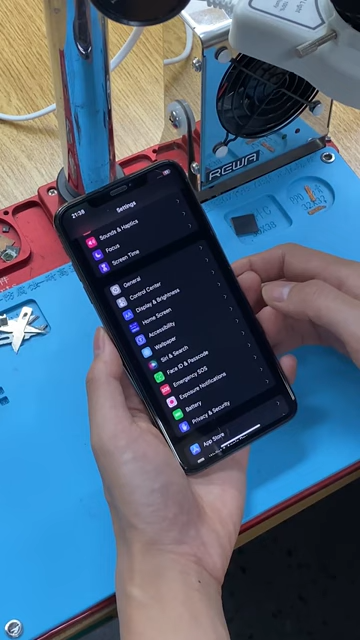 21:38
Settings
Sounds & Haptics
Focus
Screen Time
General
Control Center
Display & Brightness
Home Screen
Accessibility
Wallpaper
Siri & Search
Face ID & Passcode
Emergency SOS
Exposure Notifications
Battery
Privacy & Security
App Store
REWA